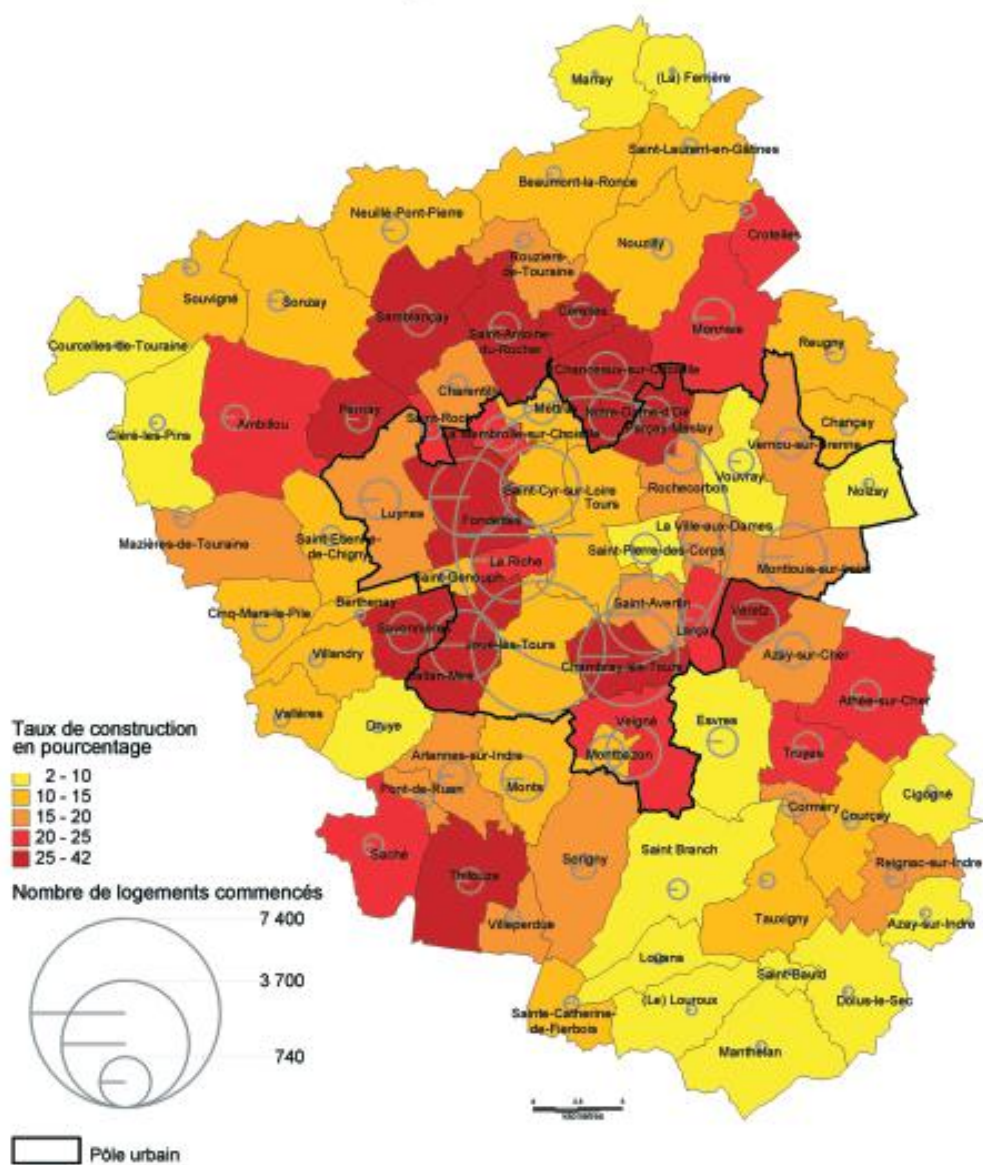 Marray
(La) Ferrière
Saint-Laurent-en-Gâtines
Beaumont-la-Ronce
Neuillé-Pont-Pierre
Nouzilly
Crotelles
Rouziers-
de-Touraine
Souvigné
Sonzay
Semblançay
Cerelles
Saint-Antoine-
du-Rocher
Monnaie
Reugny
Courcelles-de-Touraine
Chanceaux-sur-Choisille
Charentilly
Ambillou
Pernay
Saint-Roch
Mettray
Notre-Dame-d'Oé
Parçay-Meslay
Chançay
Cléré-les-Pins
La Membrolle-sur-Choisille
Vernou-sur-Brenne
Vouvray
Noizay
Luynes
Saint-Cyr-sur-Loire
Tours
Rochecorbon
Fondettes
La Ville-aux-Dames
Mazières-de-Touraine
Saint-Etienne-
de-Chigny
Saint-Pierre-des-Corps
Montlouis-sur-Loire
La Riche
Saint-Genouph
Berthenay
Saint-Avertin
Cinq-Mars-la-Pile
Savonnières
Joué-lès-Tours
Larçay
Véretz
Azay-sur-Cher
Villandry
Ballan-Miré
Chambray-lès-Tours
Athée-sur-Cher
Vallères
Druye
Veigné
Esvres
Truyes
Montbazon
Artannes-sur-Indre
Pont-de-Ruan
Monts
Cormery
Courçay
Cigogné
Saché
Thilouze
Sorigny
Saint Branch
Reignac-sur-Indre
Villeperdue
Tauxigny
Azay-sur-Indre
Louans
Saint-Bauld
Dolus-le-Sec
Sainte-Catherine-
de-Fierbois
(Le) Louroux
Manthelan
Taux de construction
en pourcentage
2 - 10
10 - 15
15 - 20
20 - 25
25 - 42
Nombre de logements commencés
7 400
3 700
740
Pôle urbain
kilomètres